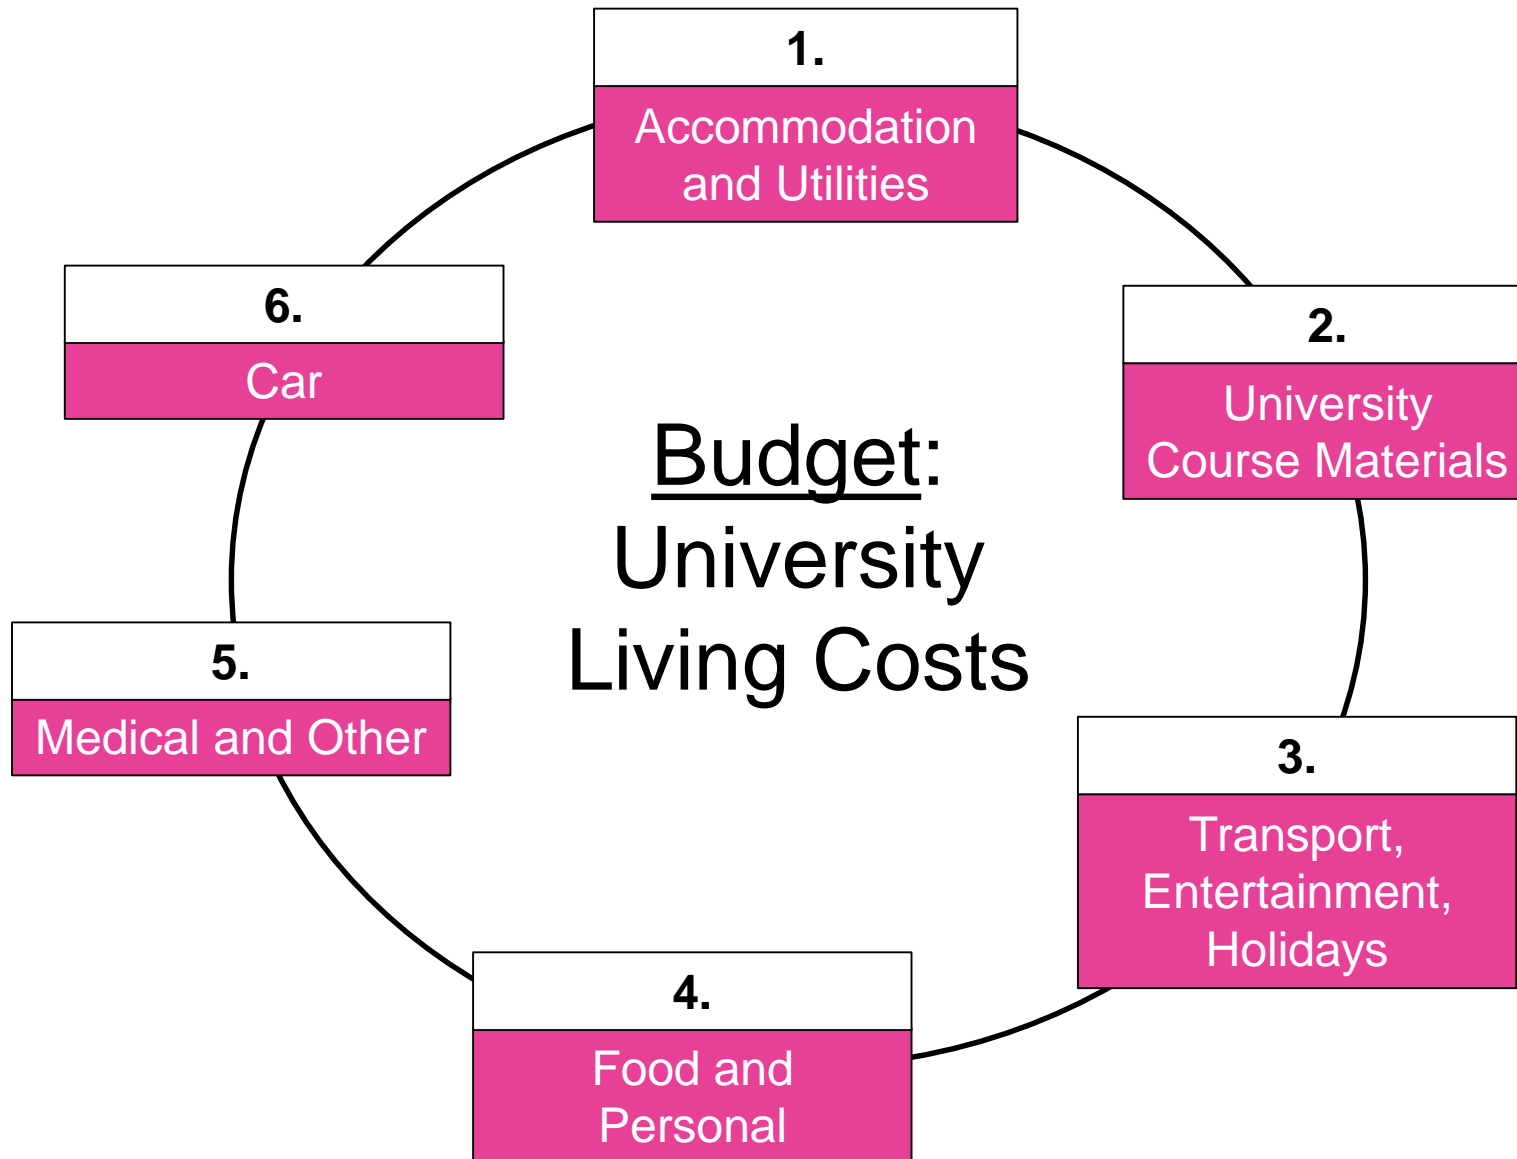 1.
Accommodation
and Utilities
2.
University
Course Materials
3.
Transport,
Entertainment,
Holidays
4.
Food and
Personal
5.
Medical and Other
6.
Car
Budget:
University
Living Costs